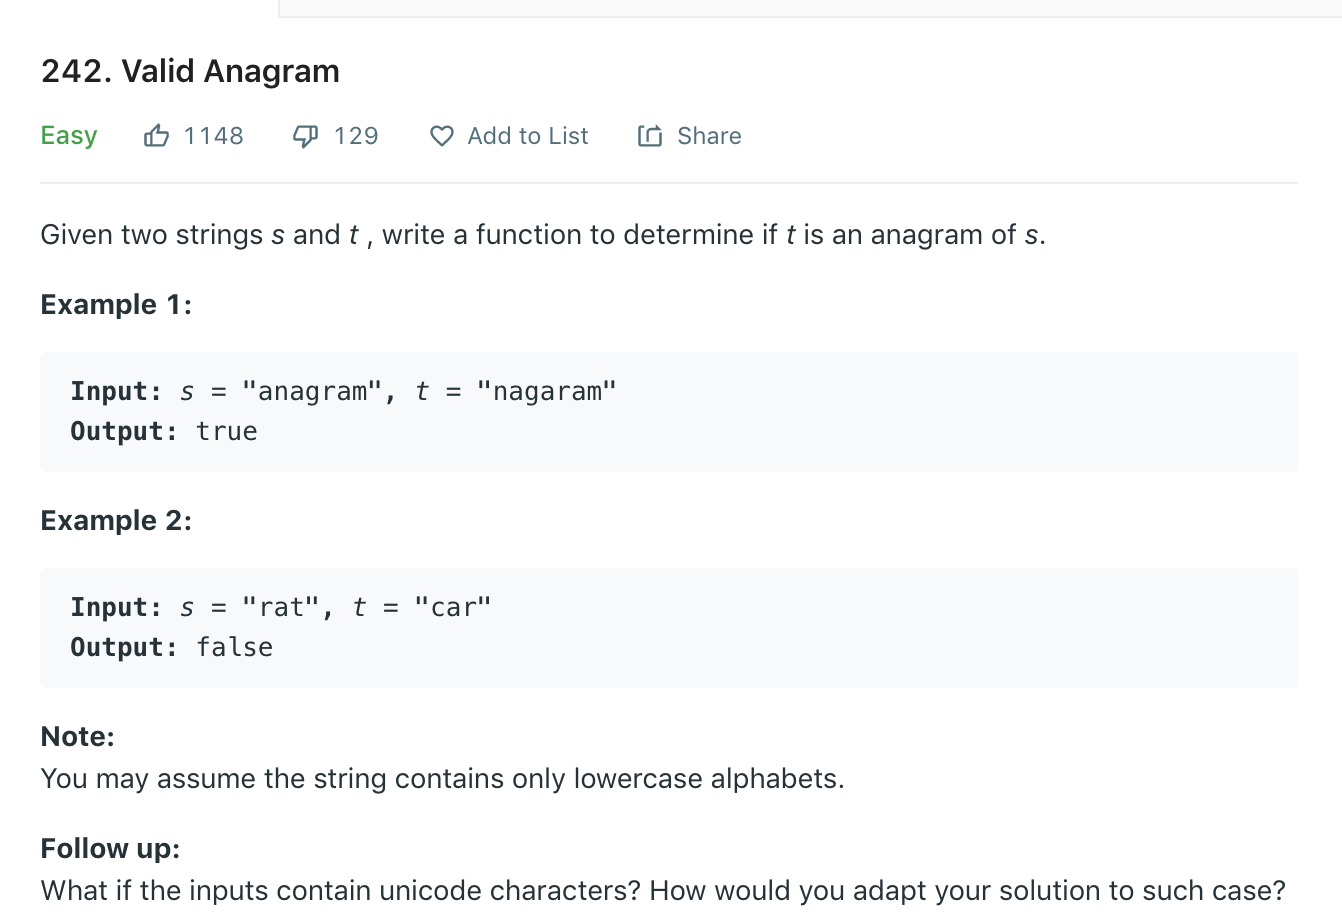 242. Valid Anagram
Easy 1148 129 Add to List Share
Given two strings s and t , write a function to determine if t is an anagram of s.
Example 1:
Input: s = "anagram", t = "nagaram"
Output: true
Example 2:
Input: s = "rat", t = "car"
Output: false
Note:
You may assume the string contains only lowercase alphabets.
Follow up:
What if the inputs contain unicode characters? How would you adapt your solution to such case?